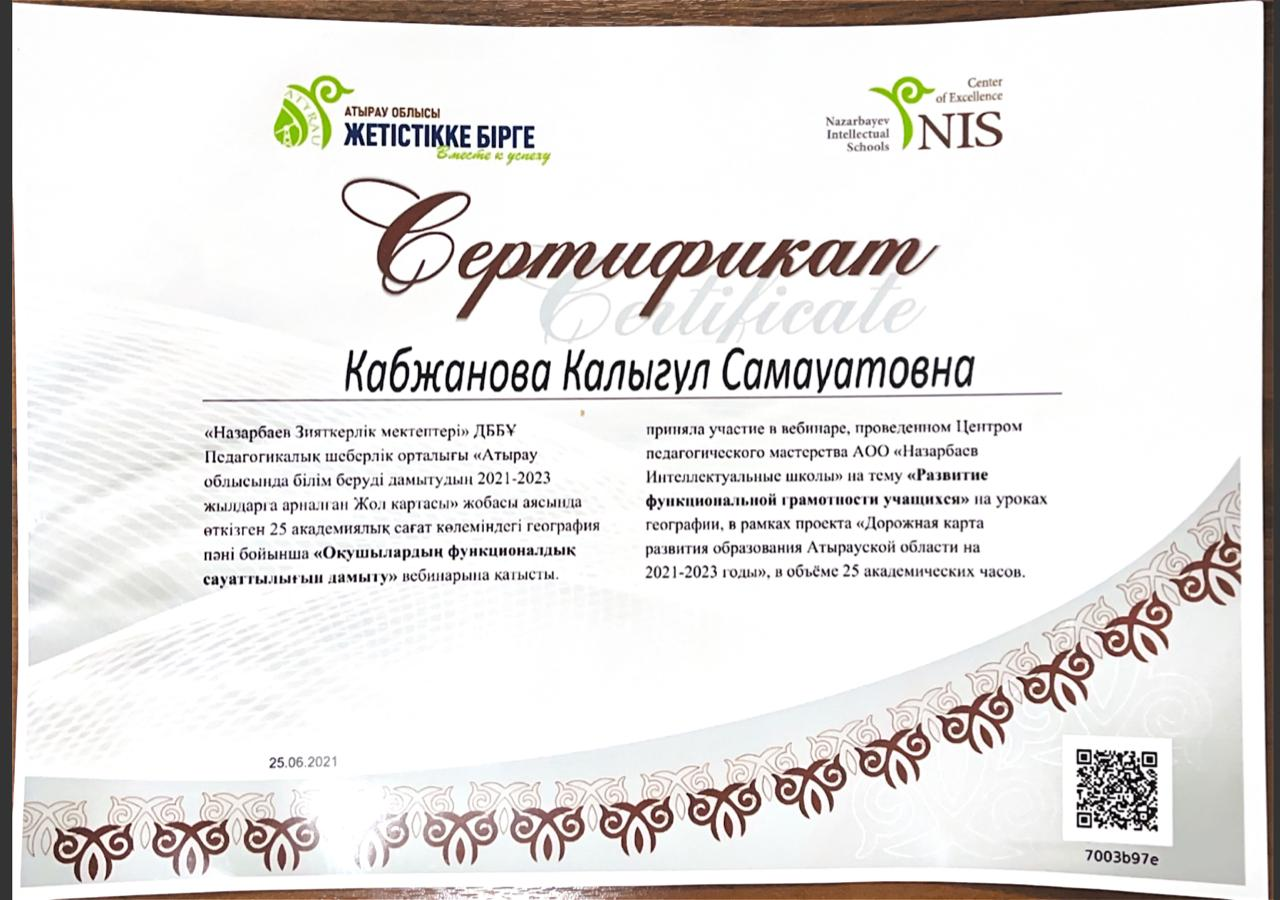 ATYRAU
АТЫРАУ ОБЛЫСЫ
ЖЕТІСТІККЕ БІРГЕ
Вместе к успеху
Center
of Excellence
Nazarbayev
Intellectual
Schools
NIS
Сертификат
Certificate
Кабжанова Калыгул Самауатовна
«Назарбаев Зияткерлік мектептері» ДББҰ
Педагогикалық шеберлік орталығы «Атырау
облысында білім беруді дамытудың 2021-2023
жылдарға арналған Жол картасы» жобасы аясында
өткізген 25 академиялық сағат көлеміндегі география
пәні бойынша «Оқушылардың функционалдық
сауаттылығын дамыту» вебинарына қатысты.
приняла участие в вебинаре, проведенном Центром
педагогического мастерства АОО «Назарбаев
Интеллектуальные школы» на тему «Развитие
функциональной грамотности учащихся» на уроках
географии, в рамках проекта «Дорожная карта
развития образования Атырауской области на
2021-2023 годы», в объёме 25 академических часов.
25.06.2021
7003b97e